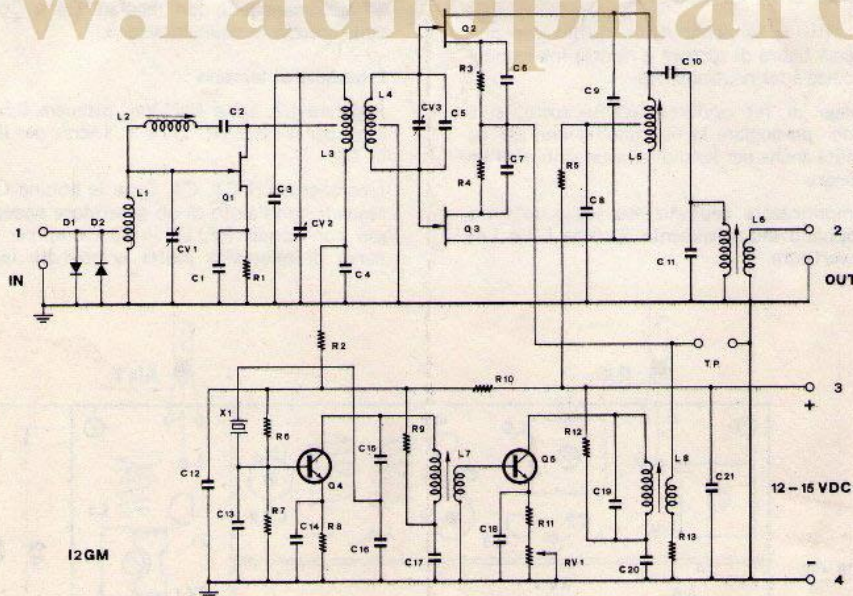 w.radiopharo
Q2
R3
C6
C9
C10
L2
C2
L4
CV3
C5
L5
L3
R4
C7
R5
Q1
L1
C3
Q3
1
D1
D2
CV1
CV2
C8
L6
2
C11
IN
C1
R1
C4
OUT
R2
T.P.
R10
3
+
X1
R6
R9
R12
C15
L7
Q5
L8
C12
Q4
C19
C21
12-15 VDC
C13
R7
C14
R8
C16
C18
R11
R13
I2GM
C17
RV1
C20
-
4